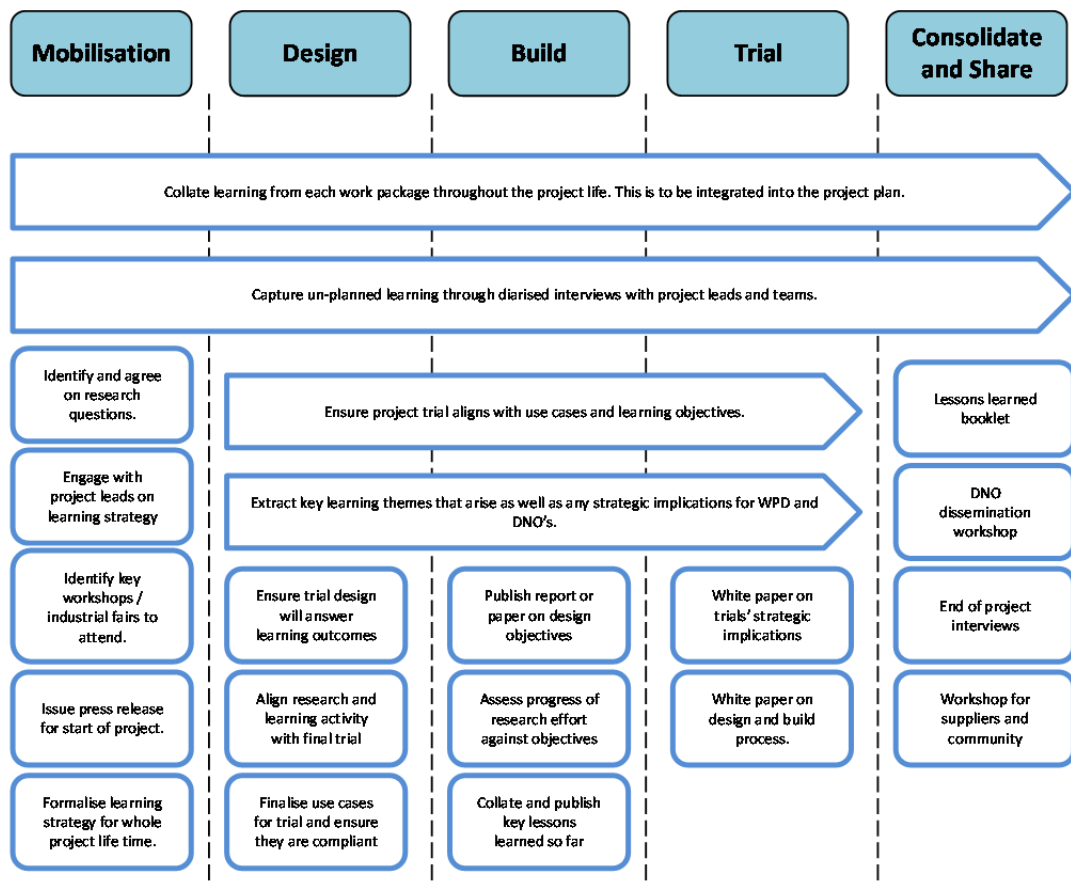 Mobilisation
Design
Build
Trial
Consolidate
and Share
Collate learning from each work package throughout the project life. This is to be integrated into the project plan.
Capture un-planned learning through diarised interviews with project leads and teams.
Identify and agree
on research
questions.
Engage with
project leads on
learning strategy
Identify key
workshops /
industrial fairs to
attend.
Issue press release
for start of project.
Formalise learning
strategy for whole
project life time.
Ensure project trial aligns with use cases and learning objectives.
Extract key learning themes that arise as well as any strategic implications for WPD and
DNO's.
Ensure trial design
will answer
learning outcomes
Align research and
learning activity
with final trial
Finalise use cases
for trial and ensure
they are compliant
Publish report or
paper on design
objectives
Assess progress of
research effort
against objectives
Collate and publish
key lessons
learned so far
White paper on
trials' strategic
implications
White paper on
design and build
process.
Lessons learned
booklet
DNO
dissemination
workshop
End of project
interviews
Workshop for
suppliers and
community